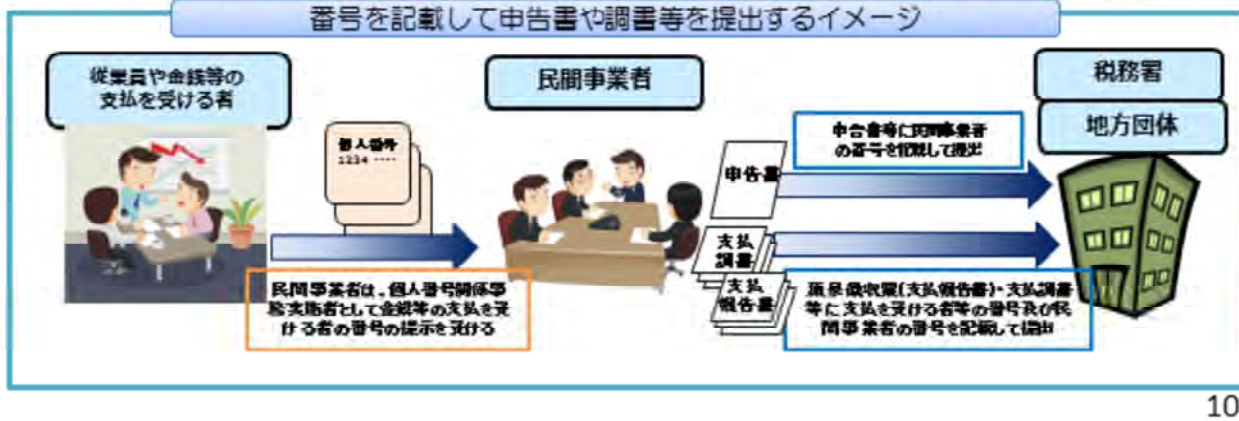 番号を記載して申告書や調書等を提出するイメージ
従業員や金銭等の
支払を受ける者
民間事業者
税務署
地方団体
個人番号
1234 ‥‥
申告書
申告書等に民間事業者
の番号を記載して提出
支払
調書
支払
報告書
民間事業者は、個人番号関係事
務実施者として金銭等の支払を受
ける者の番号の提示を受ける
源泉徴収票(支払報告書)・支払調書
等に支払を受ける者等の番号及び民
間事業者の番号を記載して提出
10